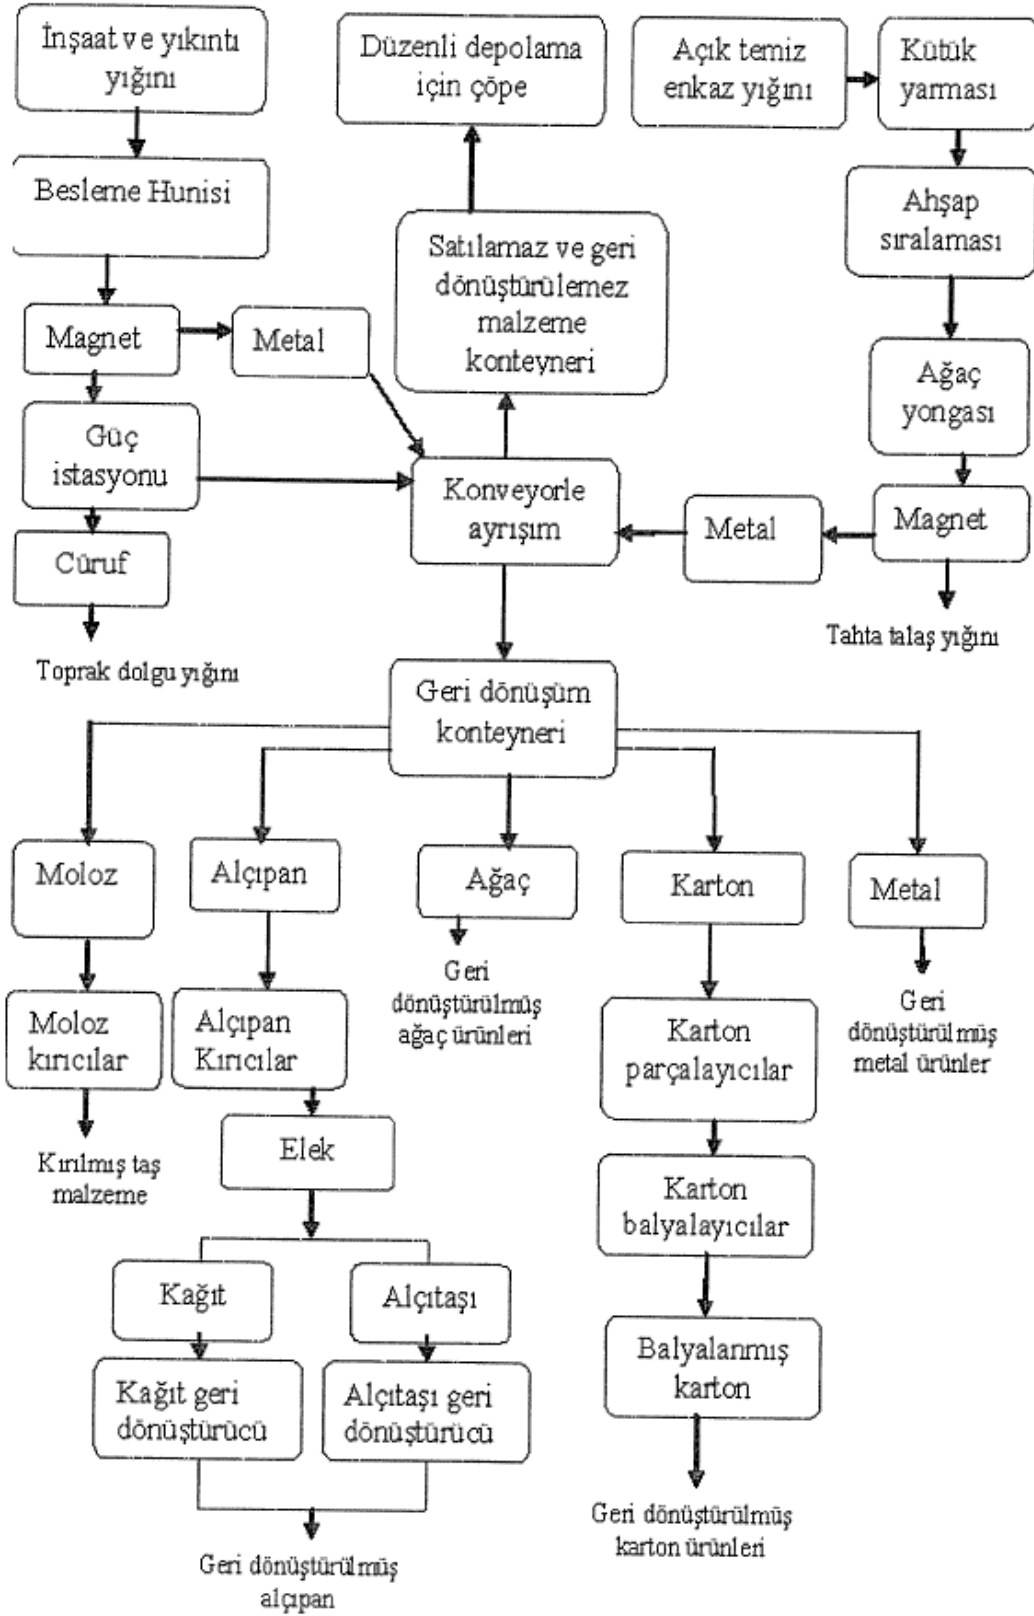 İnşaat ve yıkıntı
yığını
Düzenli depolama
için çöpe
Açık temiz
enkaz yığını
Kütük
yarması
Besleme Hunisi
Ahşap
sıralaması
Satılamaz ve geri
dönüştürülemez
malzeme
konteyneri
Magnet
Metal
Ağaç
yongası
Güç
istasyonu
Konveyorle
ayrışım
Metal
Magnet
Cüruf
Toprak dolgu yığını
Tahta talaş yığını
Geri dönüşüm
konteyneri
Moloz
Alçıpan
Ağaç
Karton
Metal
Geri
dönüştürülmüş
ağaç ürünleri
Geri
dönüştürülmüş
metal ürünler
Moloz
kırıcılar
Alçıpan
Kırıcılar
Karton
parçalayıcılar
Kırılmış taş
malzeme
Elek
Karton
balyalayıcılar
Kağıt
Alçıtaşı
Balyalanmış
karton
Kağıt geri
dönüştürücü
Alçıtaşı geri
dönüştürücü
Geri dönüştürülmüş
karton ürünleri
Geri dönüştürülmüş
alçıpan